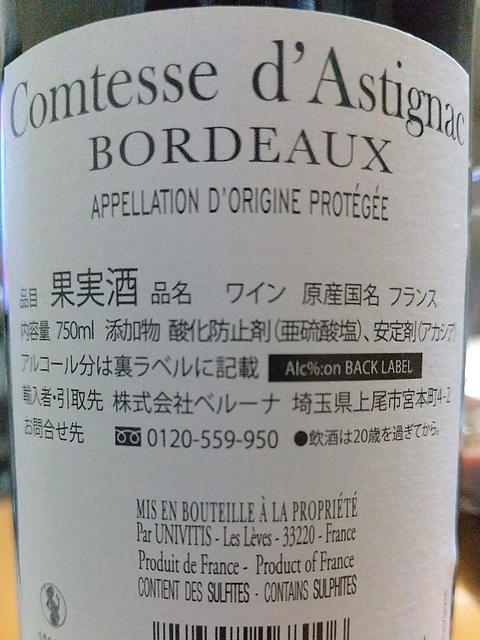 Comtesse d'Astignac
BORDEAUX
APPELLATION D'ORIGINE PROTÉGÉE
品目 果実酒 品名 ワイン 原産国名 フランス
内容量 750ml 添加物 酸化防止剤(亜硫酸塩)、安定剤(アカシア
アルコール分は裏ラベルに記載 Alc%:on BACK LABEL
輸入者・引取先 株式会社ベルーナ 埼玉県上尾市宮本町4-2
お問合せ先 0120-559-950 ●飲酒は20歳を過ぎてから。
MIS EN BOUTEILLE À LA PROPRIÉTÉ
Par UNIVITIS - Les Lèves - 33220 - France
Produit de France - Product of France
CONTIENT DES SULFITES - CONTAINS SULPHITES